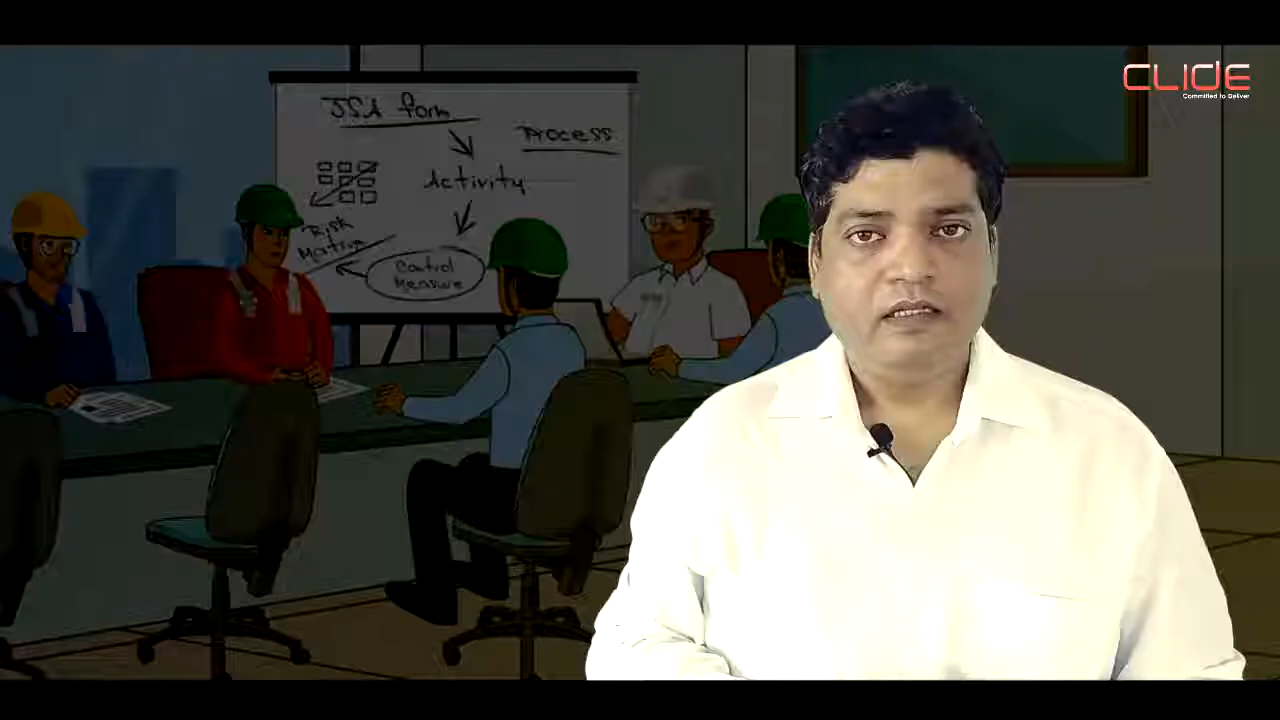 CLIDE
Committed to Deliver
JSA form
Process
Activity
Risk
Matrix
Control
Measure